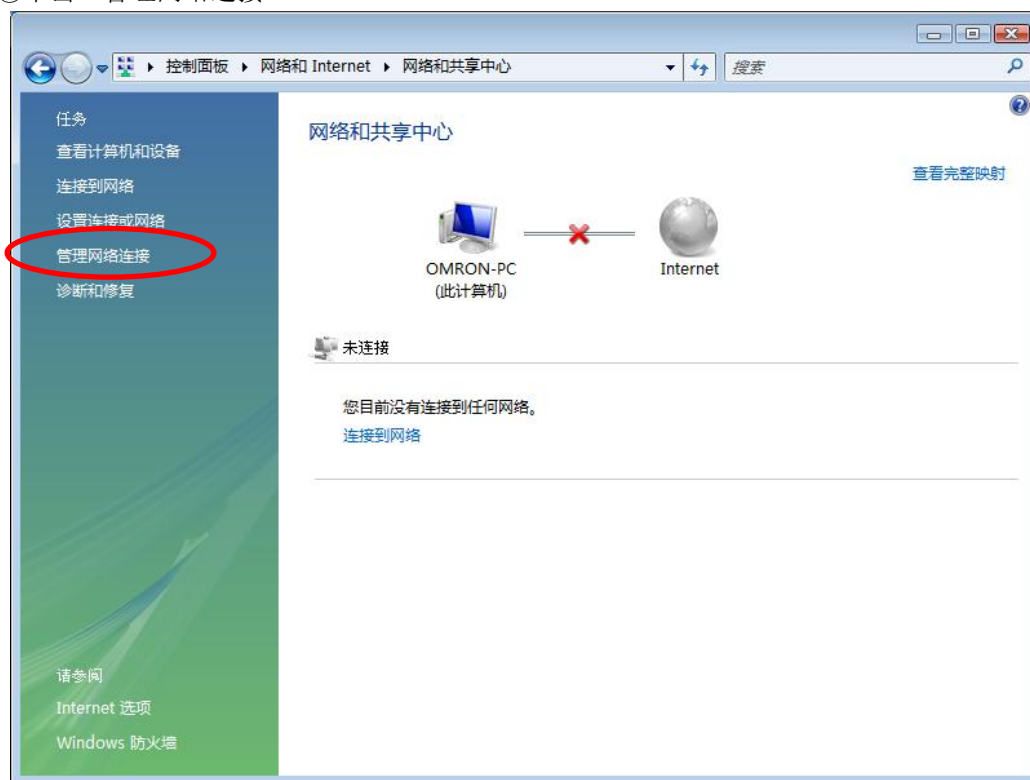 控制面板 网络和 Internet 网络和共享中心 搜索
任务
查看计算机和设备
连接到网络
设置连接或网络
管理网络连接
诊断和修复
网络和共享中心
查看完整映射
OMRON-PC
(此计算机)
Internet
未连接
您目前没有连接到任何网络。
连接到网络
请参阅
Internet 选项
Windows 防火墙